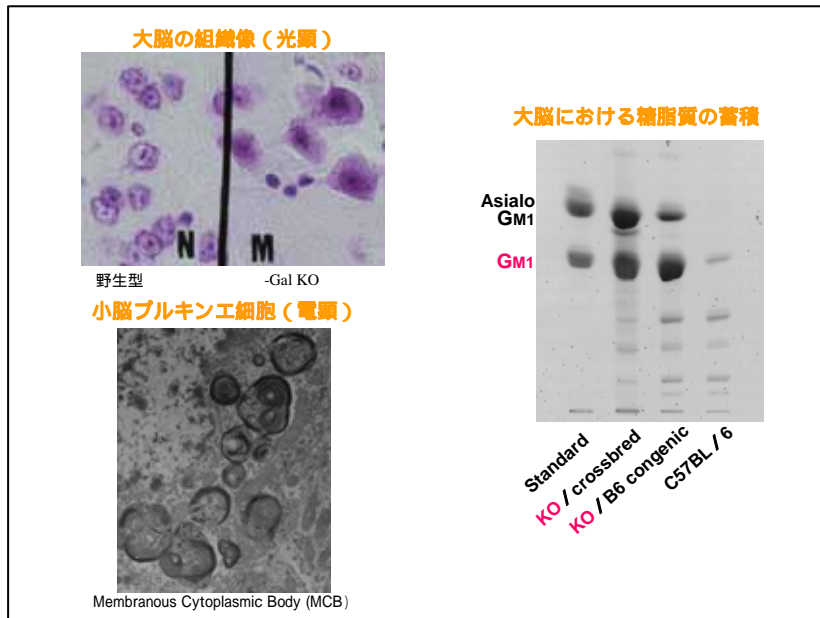 大脳の組織像（光顕）
N
M
野生型
-Gal KO
小脳プルキンエ細胞（電顕）
Membranous Cytoplasmic Body (MCB)
大脳における糖脂質の蓄積
Asialo
GM1
GM1
Standard
KO / crossbred
KO / B6 congenic
C57BL / 6